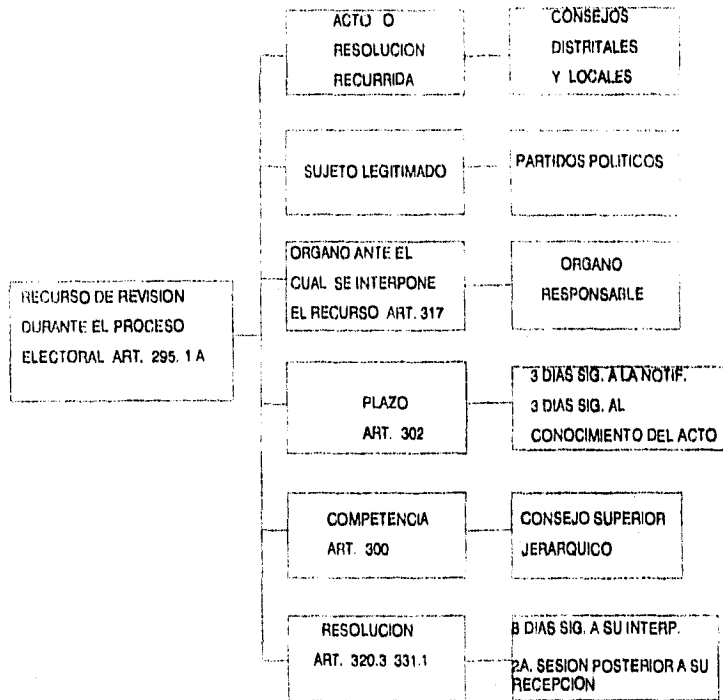 ACTO O
RESOLUCION
RECURRIDA
CONSEJOS
DISTRITALES
Y LOCALES
SUJETO LEGITIMADO
PARTIDOS POLITICOS
ORGANO ANTE EL
CUAL SE INTERPONE
EL RECURSO ART. 317
ORGANO
RESPONSABLE
RECURSO DE REVISION
DURANTE EL PROCESO
ELECTORAL ART. 295. 1 A
PLAZO
ART. 302
3 DIAS SIG. A LA NOTIF.
3 DIAS SIG. AL
CONOCIMIENTO DEL ACTO
COMPETENCIA
ART. 300
CONSEJO SUPERIOR
JERARQUICO
RESOLUCION
ART. 320.3 331.1
DIAS SIG. A SU INTERP.
2A. SESION POSTERIOR A SU
RECEPCIÓN